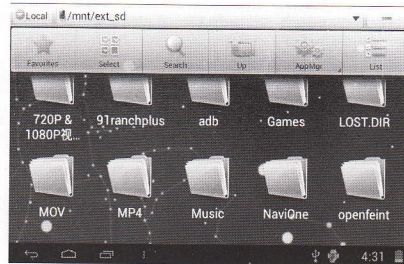 Local /mnt/ext_sd
Favorites Select Search Up AppMgr List
720P & 91ranchplus adb Games LOST.DIR
1080P视...
MOV MP4 Music NaviOne openfeint
4:31